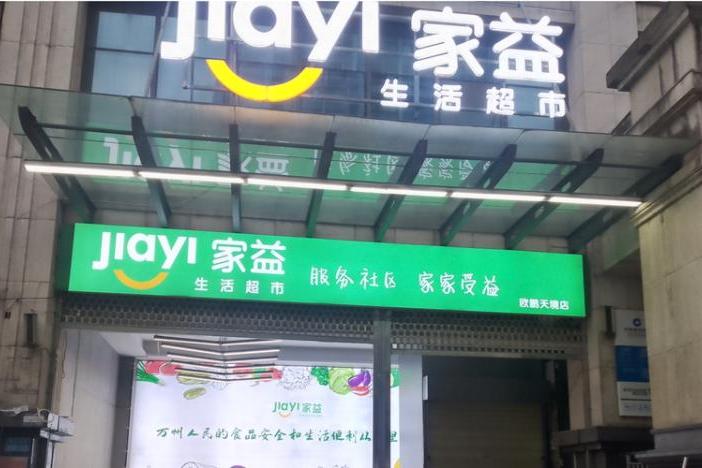 Jiayi 家益
生活超市
JIayI 家益
生活超市
服务社区 家家受益
欧鹏天境店
JIayI 家益
万州人民的食品安全和生活便利从 里